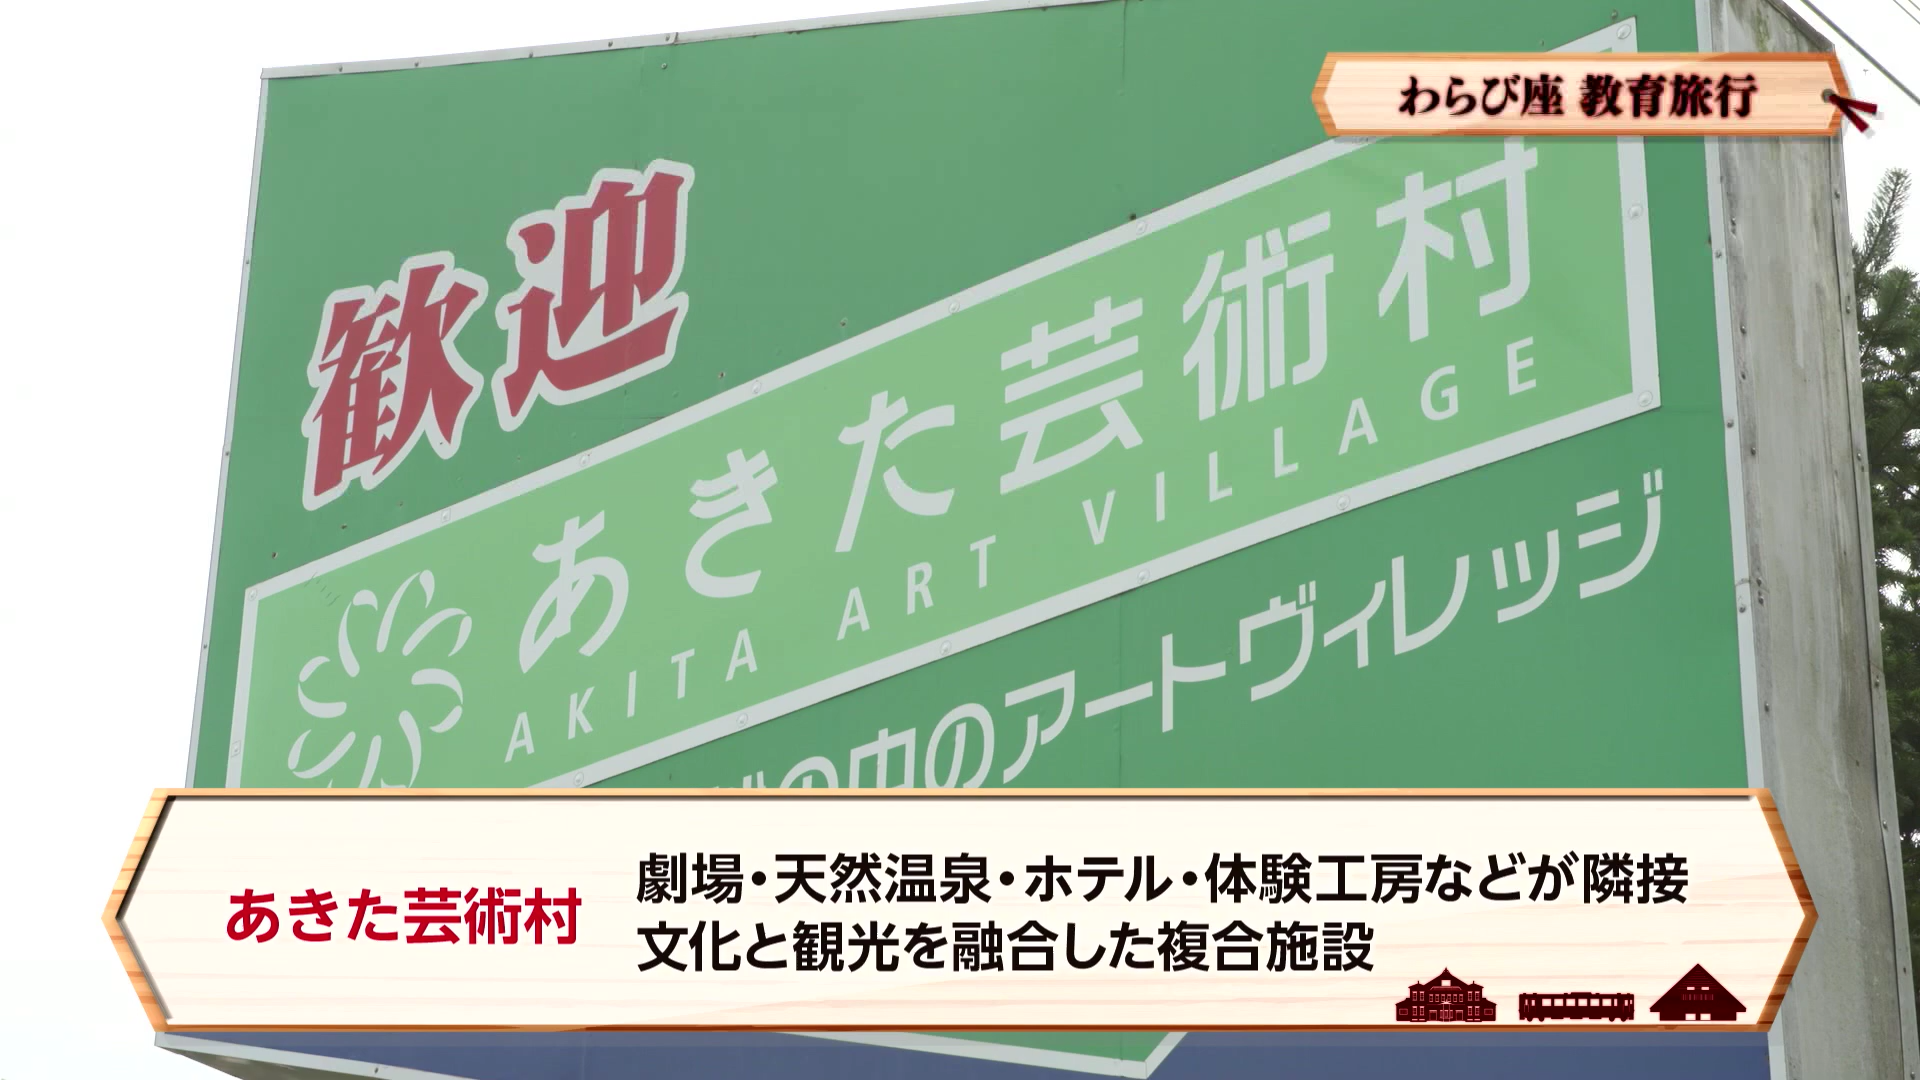 わらび座 教育旅行
歓迎
あきた芸術村
AKITA ART VILLAGE
の中のアートヴィレッジ
あきた芸術村
劇場・天然温泉・ホテル・体験工房などが隣接
文化と観光を融合した複合施設